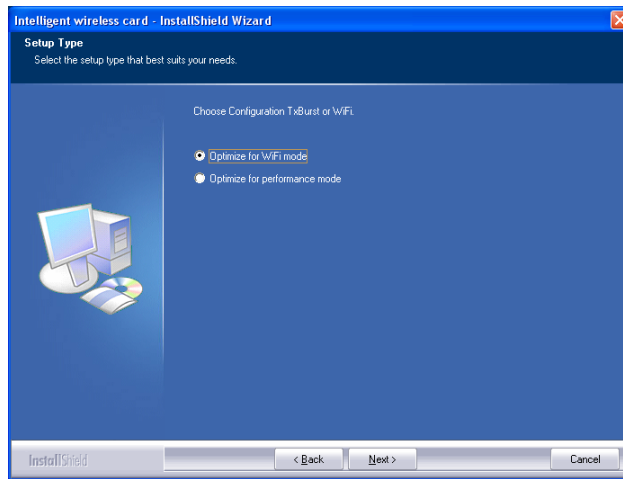 Intelligent wireless card - InstallShield Wizard
Setup Type
Select the setup type that best suits your needs.
Choose Configuration TxBurst or WiFi.
Optimize for WiFi mode
Optimize for performance mode
InstallShield
< Back Next > Cancel